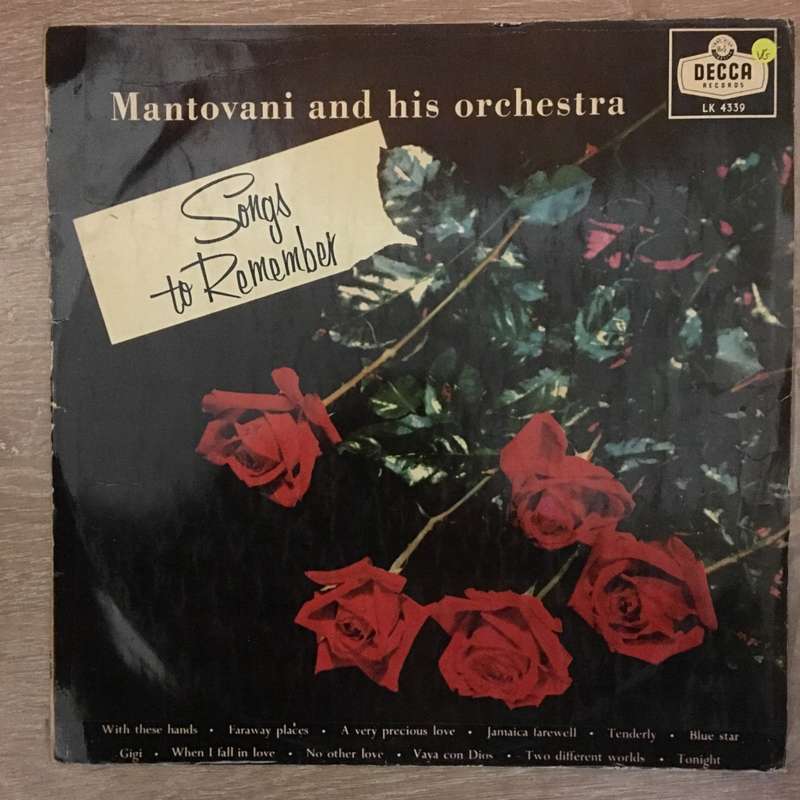 VG
DECCA
RECORDS
LK 4339
Mantovani and his orchestra
Songs
to Remember
With these hands • Faraway places • A very precious love • Jamaica farewell • Tenderly • Blue star
Gigi • When I fall in love • No other love • Vaya con Dios • Two different worlds • Tonight